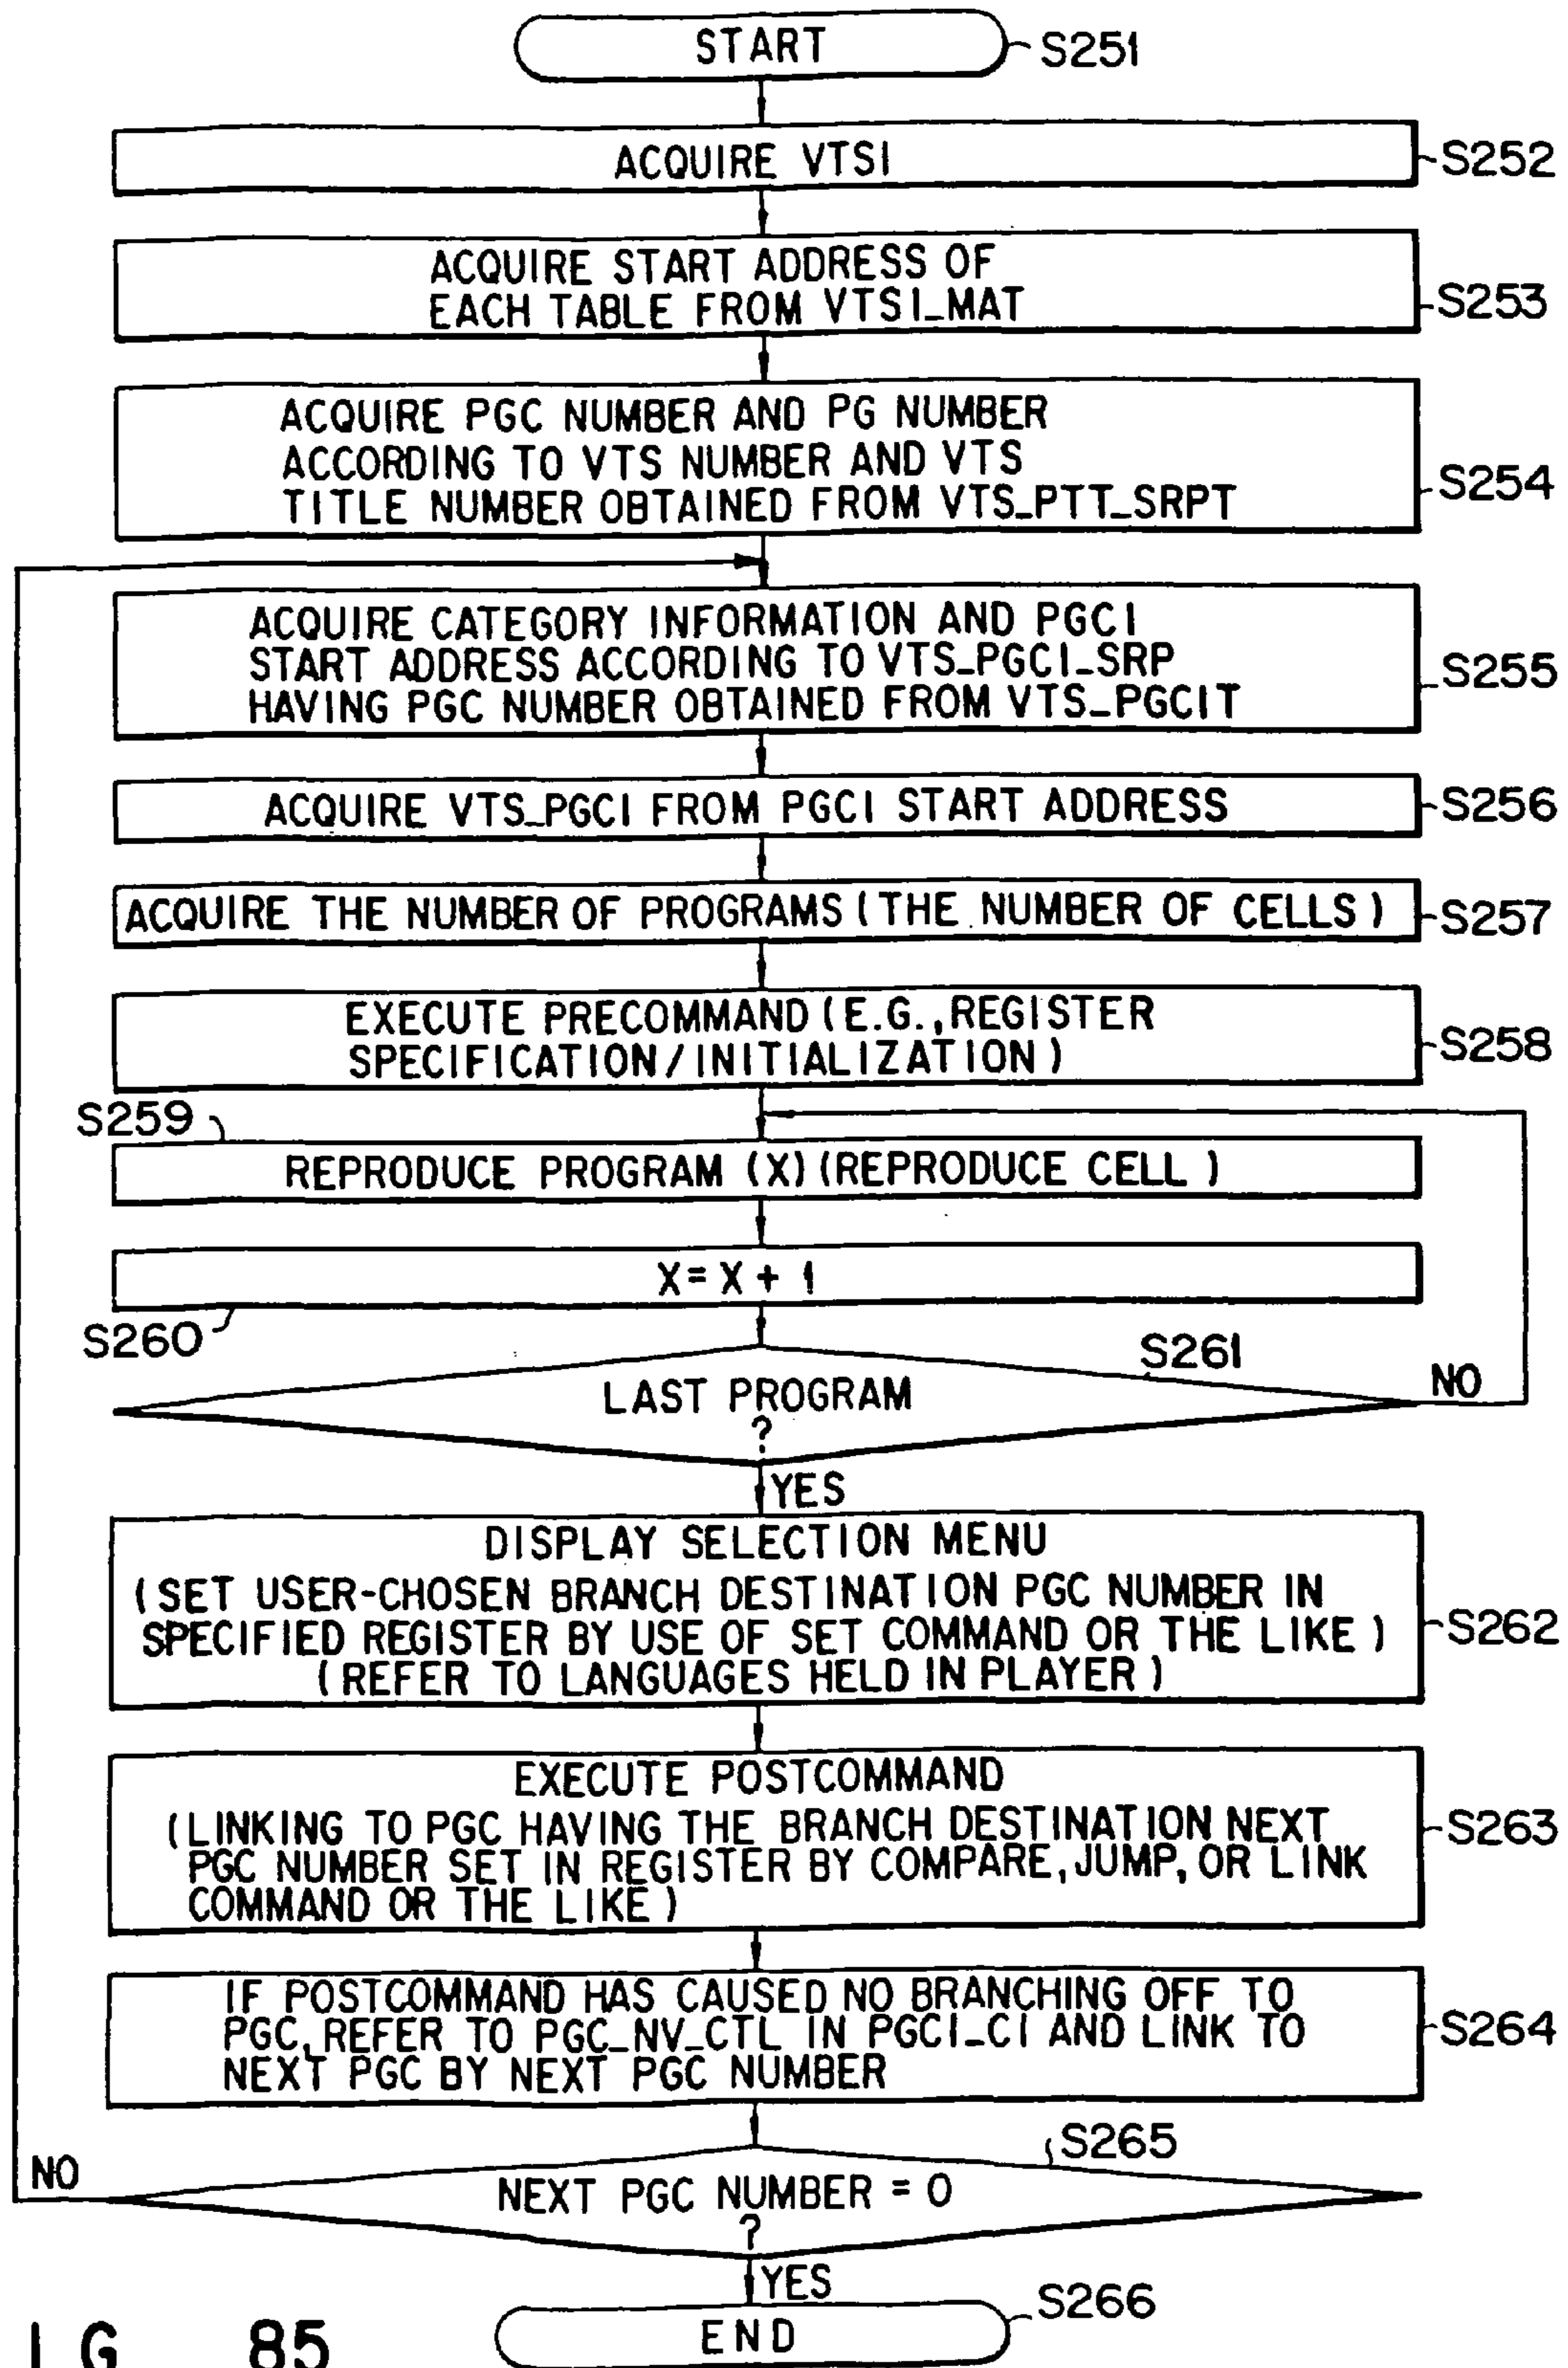 START
S251
ACQUIRE VTSI
S252
ACQUIRE START ADDRESS OF
EACH TABLE FROM VTSI_MAT
S253
ACQUIRE PGC NUMBER AND PG NUMBER
ACCORDING TO VTS NUMBER AND VTS
TITLE NUMBER OBTAINED FROM VTS_PTT_SRPT
S254
ACQUIRE CATEGORY INFORMATION AND PGCI
START ADDRESS ACCORDING TO VTS_PGCI_SRP
HAVING PGC NUMBER OBTAINED FROM VTS_PGCIT
S255
ACQUIRE VTS_PGCI FROM PGCI START ADDRESS
S256
ACQUIRE THE NUMBER OF PROGRAMS (THE NUMBER OF CELLS)
S257
EXECUTE PRECOMMAND (E.G., REGISTER
SPECIFICATION/INITIALIZATION)
S258
S259
REPRODUCE PROGRAM (X) (REPRODUCE CELL)
X = X + 1
S260
S261
LAST PROGRAM
?
NO
YES
DISPLAY SELECTION MENU
(SET USER-CHOSEN BRANCH DESTINATION PGC NUMBER IN
SPECIFIED REGISTER BY USE OF SET COMMAND OR THE LIKE)
(REFER TO LANGUAGES HELD IN PLAYER)
S262
EXECUTE POSTCOMMAND
(LINKING TO PGC HAVING THE BRANCH DESTINATION NEXT
PGC NUMBER SET IN REGISTER BY COMPARE, JUMP, OR LINK
COMMAND OR THE LIKE)
S263
IF POSTCOMMAND HAS CAUSED NO BRANCHING OFF TO
PGC, REFER TO PGC_NV_CTL IN PGCI_CI AND LINK TO
NEXT PGC BY NEXT PGC NUMBER
S264
S265
NO
NEXT PGC NUMBER = 0
?
YES
END
S266
IG 85